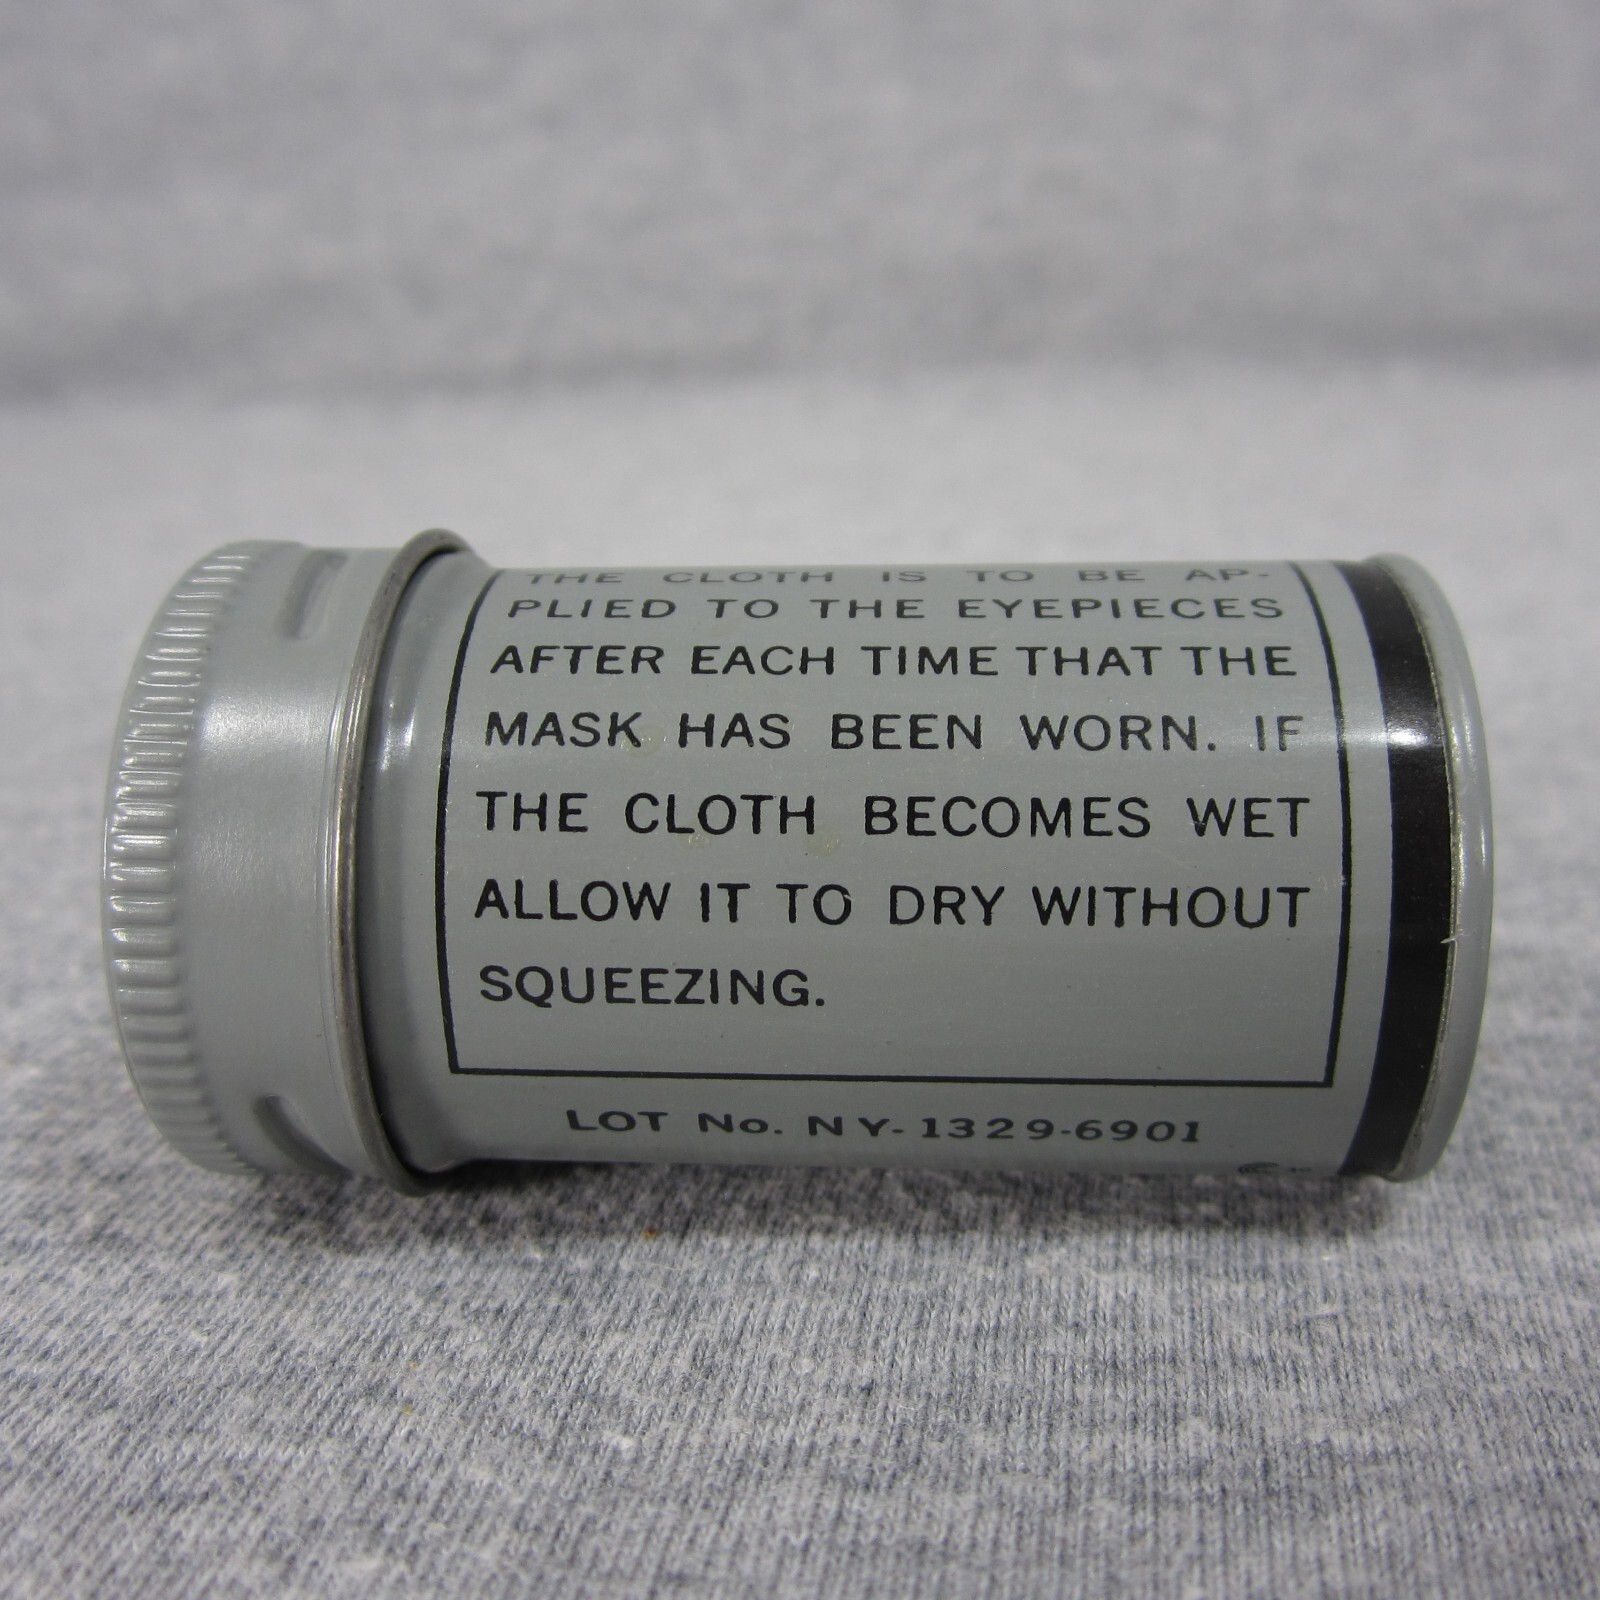 THE CLOTH IS TO BE AP-
PLIED TO THE EYEPIECES
AFTER EACH TIME THAT THE
MASK HAS BEEN WORN. IF
THE CLOTH BECOMES WET
ALLOW IT TO DRY WITHOUT
SQUEEZING.
LOT No. NY-1329-6901